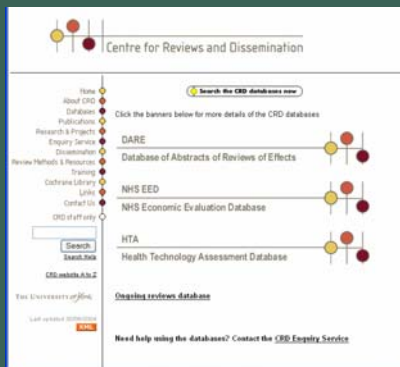 Centre for Reviews and Dissemination
Home
About CRD
Databases
Publications
Research & Projects
Enquiry Service
Dissemination
Review Methods & Resources
Training
Cochrane Library
Links
Contact Us
CRD staff only
Search
Search Help
CRD website A to Z
THE UNIVERSITY of York
Last updated
XML
Search the CRD databases now
Click the banners below for more details of the CRD databases
DARE
Database of Abstracts of Reviews of Effects
NHS EED
NHS Economic Evaluation Database
HTA
Health Technology Assessment Database
Ongoing reviews database
Need help using the databases? Contact the CRD Enquiry Service